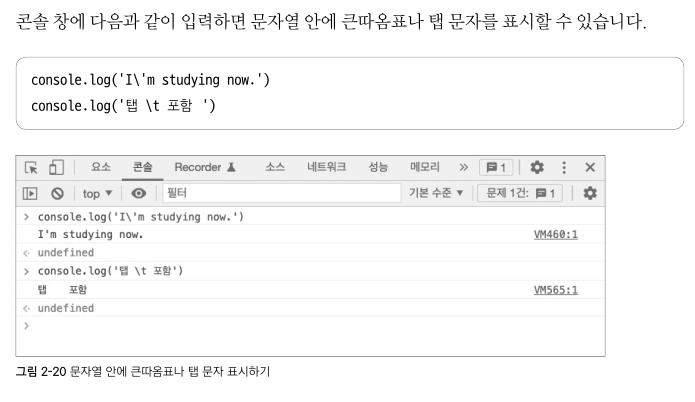 콘솔 창에 다음과 같이 입력하면 문자열 안에 큰따옴표나 탭 문자를 표시할 수 있습니다.
console.log('I\'m studying now.')
console.log('탭 \t 포함 ')
요소 콘솔 Recorder 소스 네트워크 성능 메모리 » 1
top ▼ 필터 기본 수준 ▼ 문제 1건: 1
> console.log('I\'m studying now.')
I'm studying now. VM460:1
<· undefined
> console.log('탭 \t 포함')
탭    포함 VM565:1
<· undefined
>
그림 2-20 문자열 안에 큰따옴표나 탭 문자 표시하기